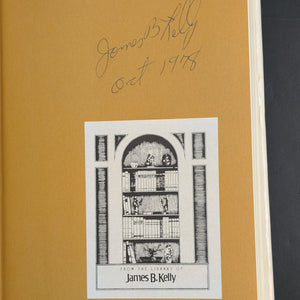 James B Kelly
Oct 1978
FROM THE LIBRARY OF
James B. Kelly